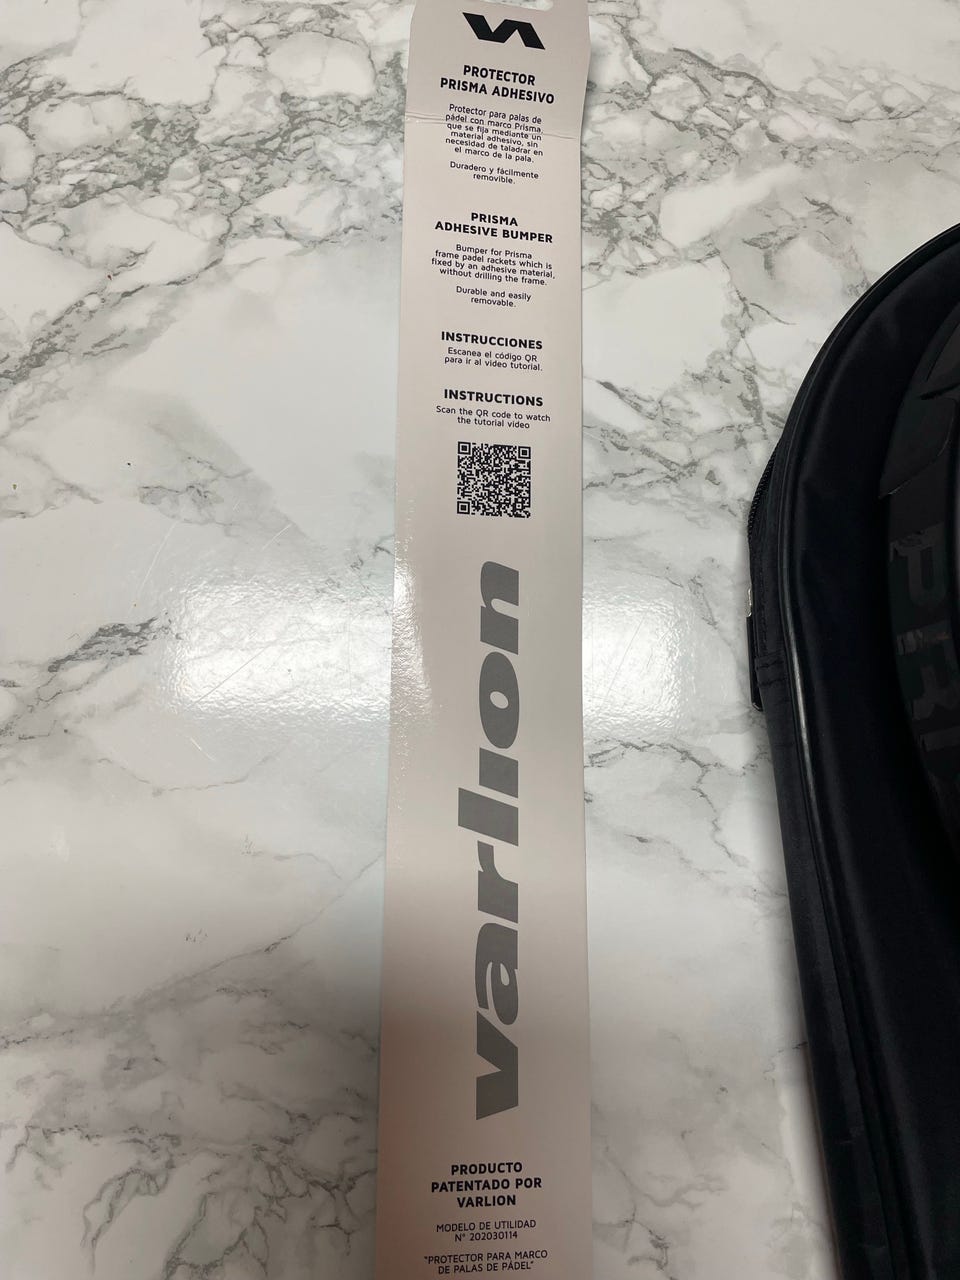 PROTECTOR
PRISMA ADHESIVO
Protector para palas de
pádel con marco Prisma,
que se fija mediante un
material adhesivo, sin
necesidad de taladrar en
el marco de la pala.
Duradero y fácilmente
removible.
PRISMA
ADHESIVE BUMPER
Bumper for Prisma
frame padel rackets which is
fixed by an adhesive material,
without drilling the frame.
Durable and easily
removable.
INSTRUCCIONES
Escanea el código QR
para ir al video tutorial.
INSTRUCTIONS
Scan the QR code to watch
the tutorial video
varlion
PRODUCTO
PATENTADO POR
VARLION
MODELO DE UTILIDAD
N° 202030114
"PROTECTOR PARA MARCO
DE PALAS DE PÁDEL"